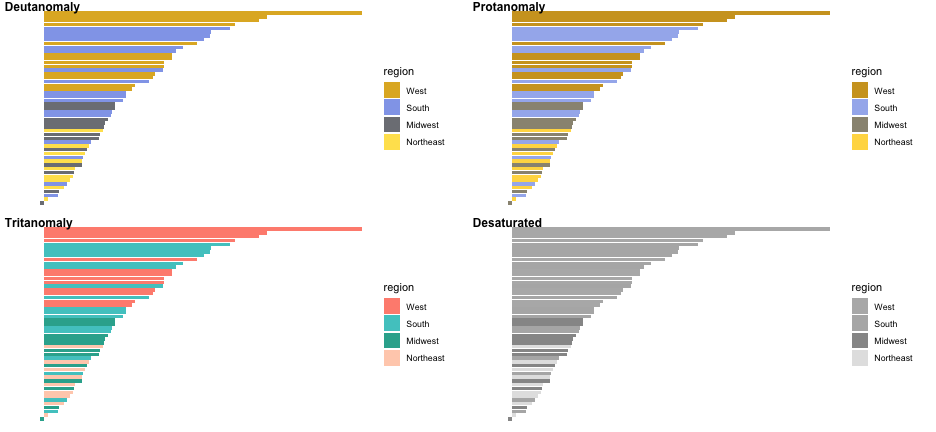 Deutanomaly
region
West
South
Midwest
Northeast
Protanomaly
region
West
South
Midwest
Northeast
Tritanomaly
region
West
South
Midwest
Northeast
Desaturated
region
West
South
Midwest
Northeast